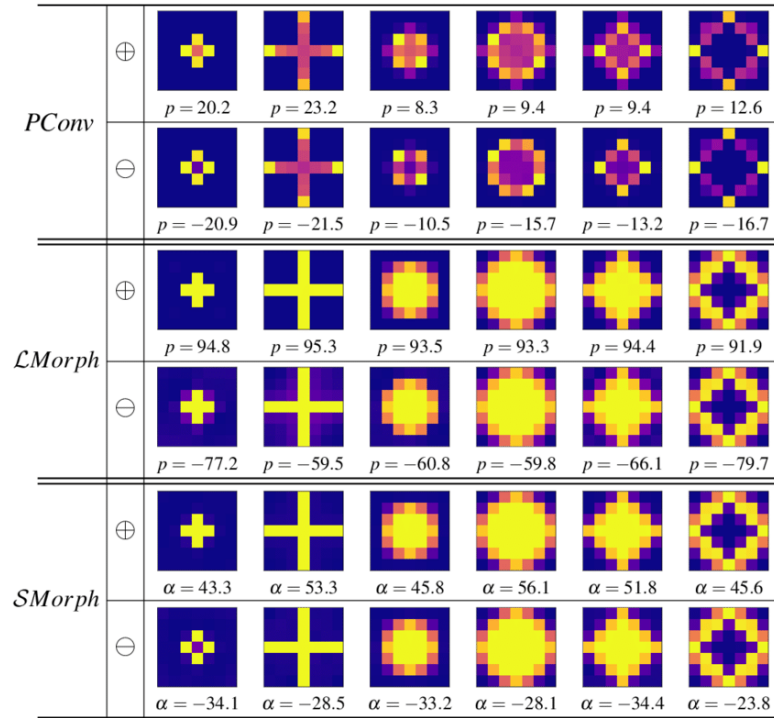 PConv
⊕
p = 20.2 p = 23.2 p = 8.3 p = 9.4 p = 9.4 p = 12.6
⊖
p = −20.9 p = −21.5 p = −10.5 p = −15.7 p = −13.2 p = −16.7
ℒMorph
⊕
p = 94.8 p = 95.3 p = 93.5 p = 93.3 p = 94.4 p = 91.9
⊖
p = −77.2 p = −59.5 p = −60.8 p = −59.8 p = −66.1 p = −79.7
𝒮Morph
⊕
α = 43.3 α = 53.3 α = 45.8 α = 56.1 α = 51.8 α = 45.6
⊖
α = −34.1 α = −28.5 α = −33.2 α = −28.1 α = −34.4 α = −23.8